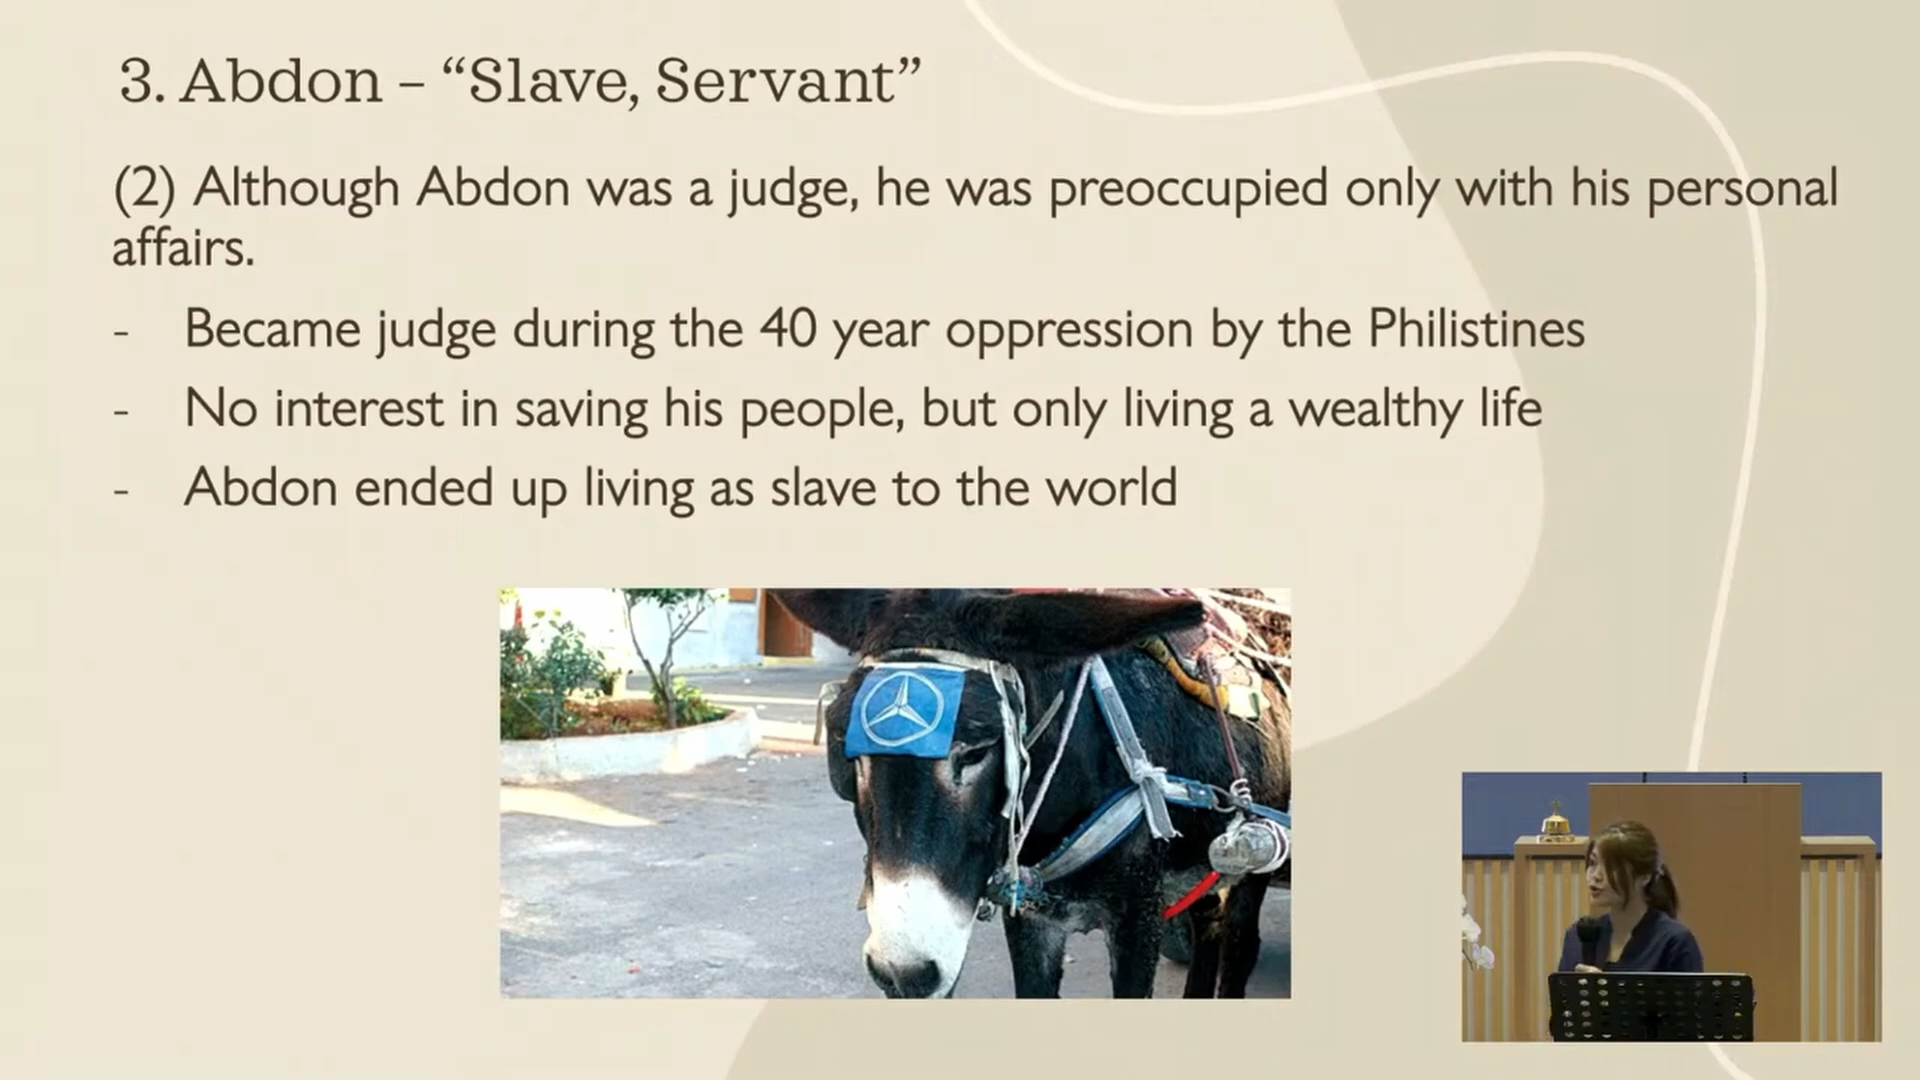 3. Abdon – “Slave, Servant”
(2) Although Abdon was a judge, he was preoccupied only with his personal
affairs.
- Became judge during the 40 year oppression by the Philistines
- No interest in saving his people, but only living a wealthy life
- Abdon ended up living as slave to the world